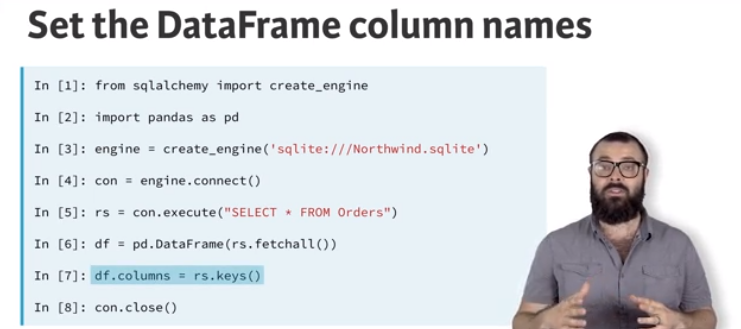 Set the DataFrame column names
In [1]: from sqlalchemy import create_engine
In [2]: import pandas as pd
In [3]: engine = create_engine('sqlite:///Northwind.sqlite')
In [4]: con = engine.connect()
In [5]: rs = con.execute("SELECT * FROM Orders")
In [6]: df = pd.DataFrame(rs.fetchall())
In [7]: df.columns = rs.keys()
In [8]: con.close()